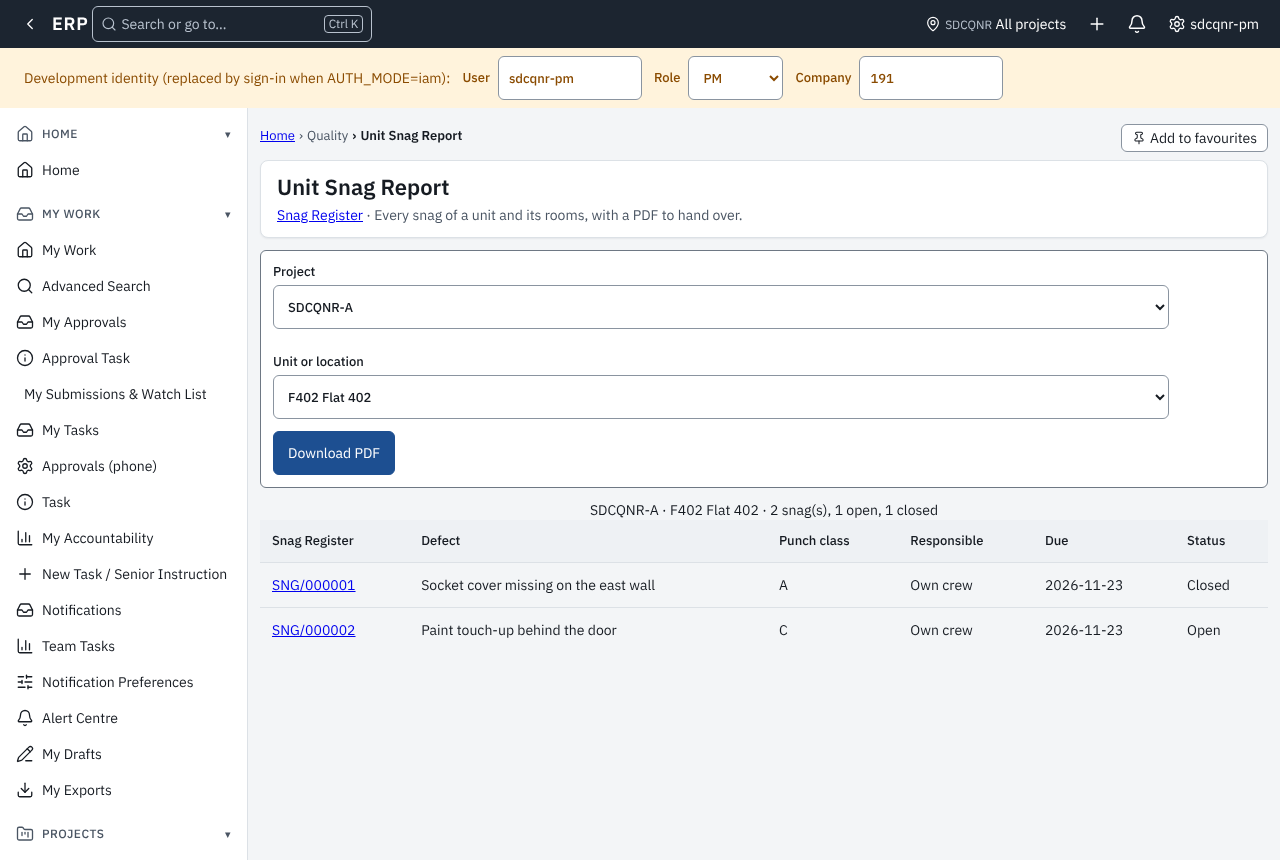 ERP
Search or go to...
Ctrl K
SDCQNR All projects
sdcqnr-pm
Development identity (replaced by sign-in when AUTH_MODE=iam):
User
sdcqnr-pm
Role
PM
Company
191
HOME
Home
MY WORK
My Work
Advanced Search
My Approvals
Approval Task
My Submissions & Watch List
My Tasks
Approvals (phone)
Task
My Accountability
New Task / Senior Instruction
Notifications
Team Tasks
Notification Preferences
Alert Centre
My Drafts
My Exports
PROJECTS
Home › Quality › Unit Snag Report
Add to favourites
Unit Snag Report
Snag Register · Every snag of a unit and its rooms, with a PDF to hand over.
Project
SDCQNR-A
Unit or location
F402 Flat 402
Download PDF
SDCQNR-A · F402 Flat 402 · 2 snag(s), 1 open, 1 closed
Snag Register Defect Punch class Responsible Due Status
SNG/000001 Socket cover missing on the east wall A Own crew 2026-11-23 Closed
SNG/000002 Paint touch-up behind the door C Own crew 2026-11-23 Open